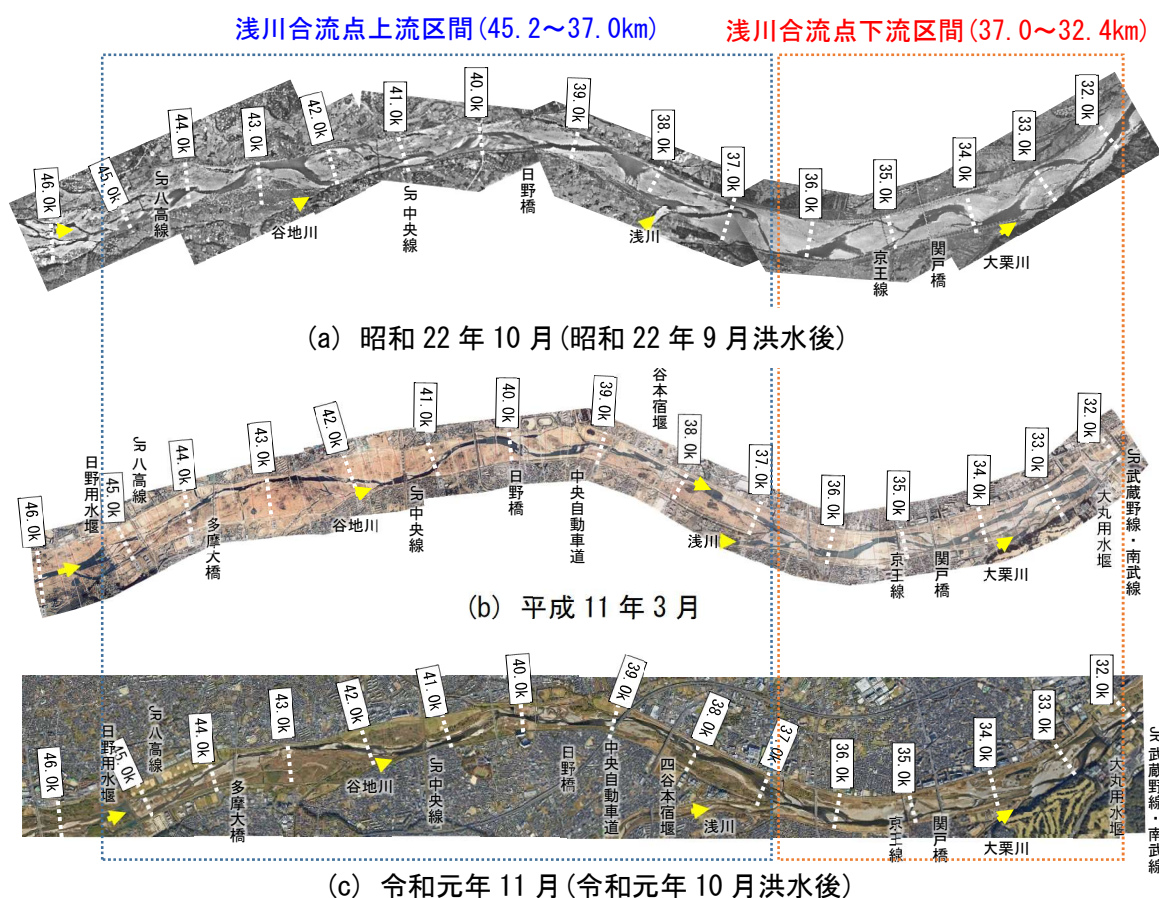 浅川合流点上流区間(45.2～37.0km)
浅川合流点下流区間(37.0～32.4km)
46.0k
45.0k
44.0k
43.0k
42.0k
41.0k
40.0k
39.0k
38.0k
37.0k
36.0k
35.0k
34.0k
33.0k
32.0k
JR八高線
谷地川
JR中央線
日野橋
浅川
京王線
関戸橋
大栗川
(a) 昭和22年10月(昭和22年9月洪水後)
46.0k
45.0k
44.0k
43.0k
42.0k
41.0k
40.0k
39.0k
38.0k
37.0k
36.0k
35.0k
34.0k
33.0k
32.0k
日野用水堰
JR八高線
多摩大橋
谷地川
JR中央線
日野橋
中央自動車道
谷本宿堰
浅川
京王線
関戸橋
大栗川
大丸用水堰
JR武蔵野線・南武線
(b) 平成11年3月
46.0k
45.0k
44.0k
43.0k
42.0k
41.0k
40.0k
39.0k
38.0k
37.0k
36.0k
35.0k
34.0k
33.0k
32.0k
日野用水堰
JR八高線
多摩大橋
谷地川
JR中央線
日野橋
中央自動車道
四谷本宿堰
浅川
京王線
関戸橋
大栗川
大丸用水堰
JR武蔵野線・南武線
(c) 令和元年11月(令和元年10月洪水後)